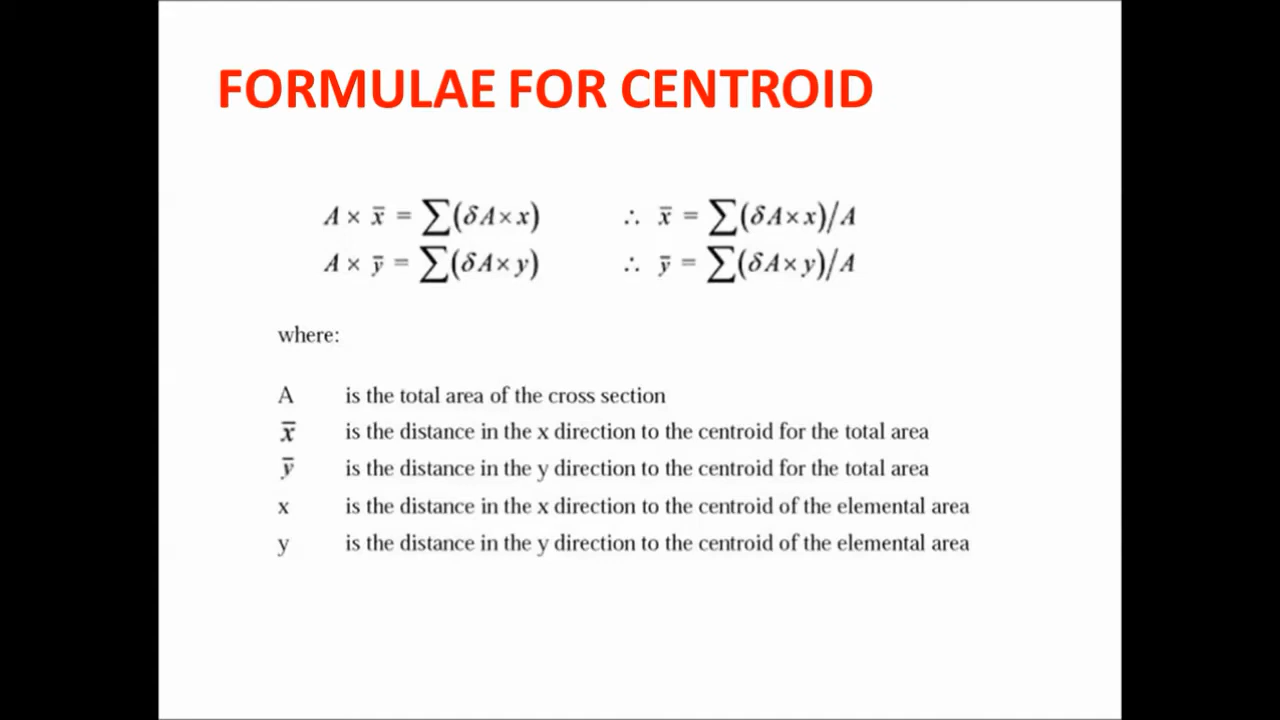 FORMULAE FOR CENTROID
A × x̅ = ∑(δA×x) ∴ x̅ = ∑(δA×x)/A
A × y̅ = ∑(δA×y) ∴ y̅ = ∑(δA×y)/A
where:
A is the total area of the cross section
x̅ is the distance in the x direction to the centroid for the total area
y̅ is the distance in the y direction to the centroid for the total area
x is the distance in the x direction to the centroid of the elemental area
y is the distance in the y direction to the centroid of the elemental area